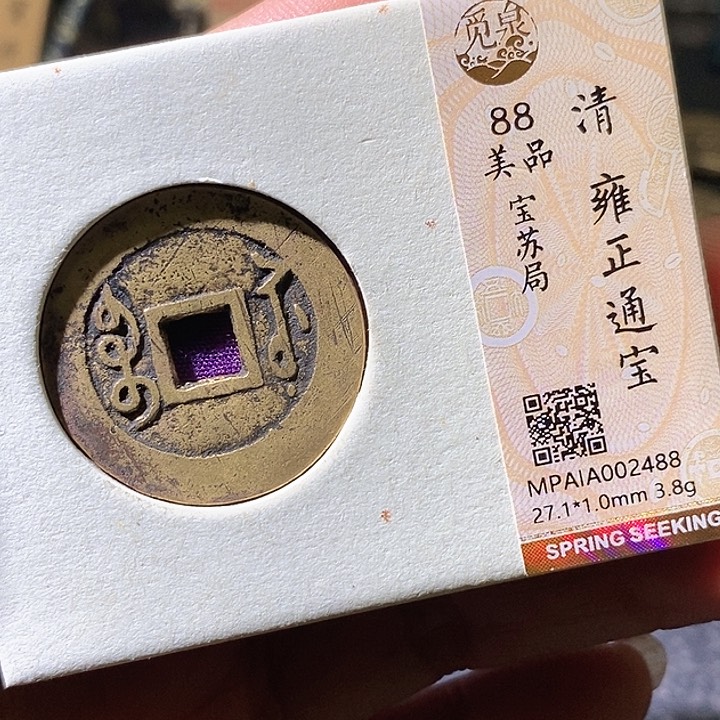 觅泉
清 雍正通宝
88
美品
宝苏局
MPAIA002488
27.1*1.0mm 3.8g
SPRING SEEKING